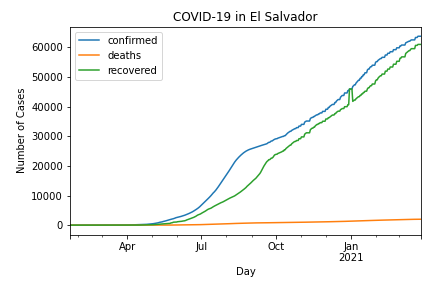 COVID-19 in El Salvador
confirmed
deaths
recovered
Number of Cases
60000
50000
40000
30000
20000
10000
0
Apr
Jul
Oct
Jan
2021
Day